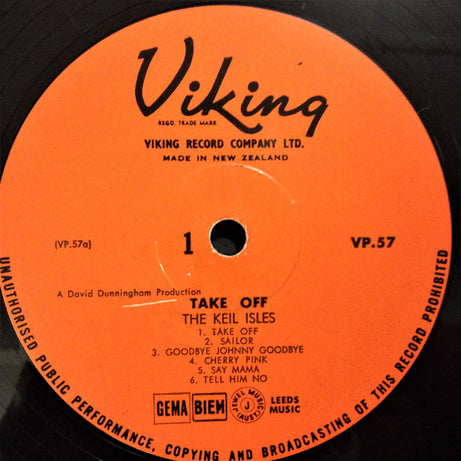 Viking
REGD. TRADE MARK
VIKING RECORD COMPANY LTD.
MADE IN NEW ZEALAND
(VP.57a)
1
VP.57
A David Dunningham Production
TAKE OFF
THE KEIL ISLES
1. TAKE OFF
2. SAILOR
3. GOODBYE JOHNNY GOODBYE
4. CHERRY PINK
5. SAY MAMA
6. TELL HIM NO
GEMA BIEM
JEWEL MUSIC J (AUST)
LEEDS
MUSIC
UNAUTHORISED PUBLIC PERFORMANCE, COPYING AND BROADCASTING OF THIS RECORD PROHIBITED